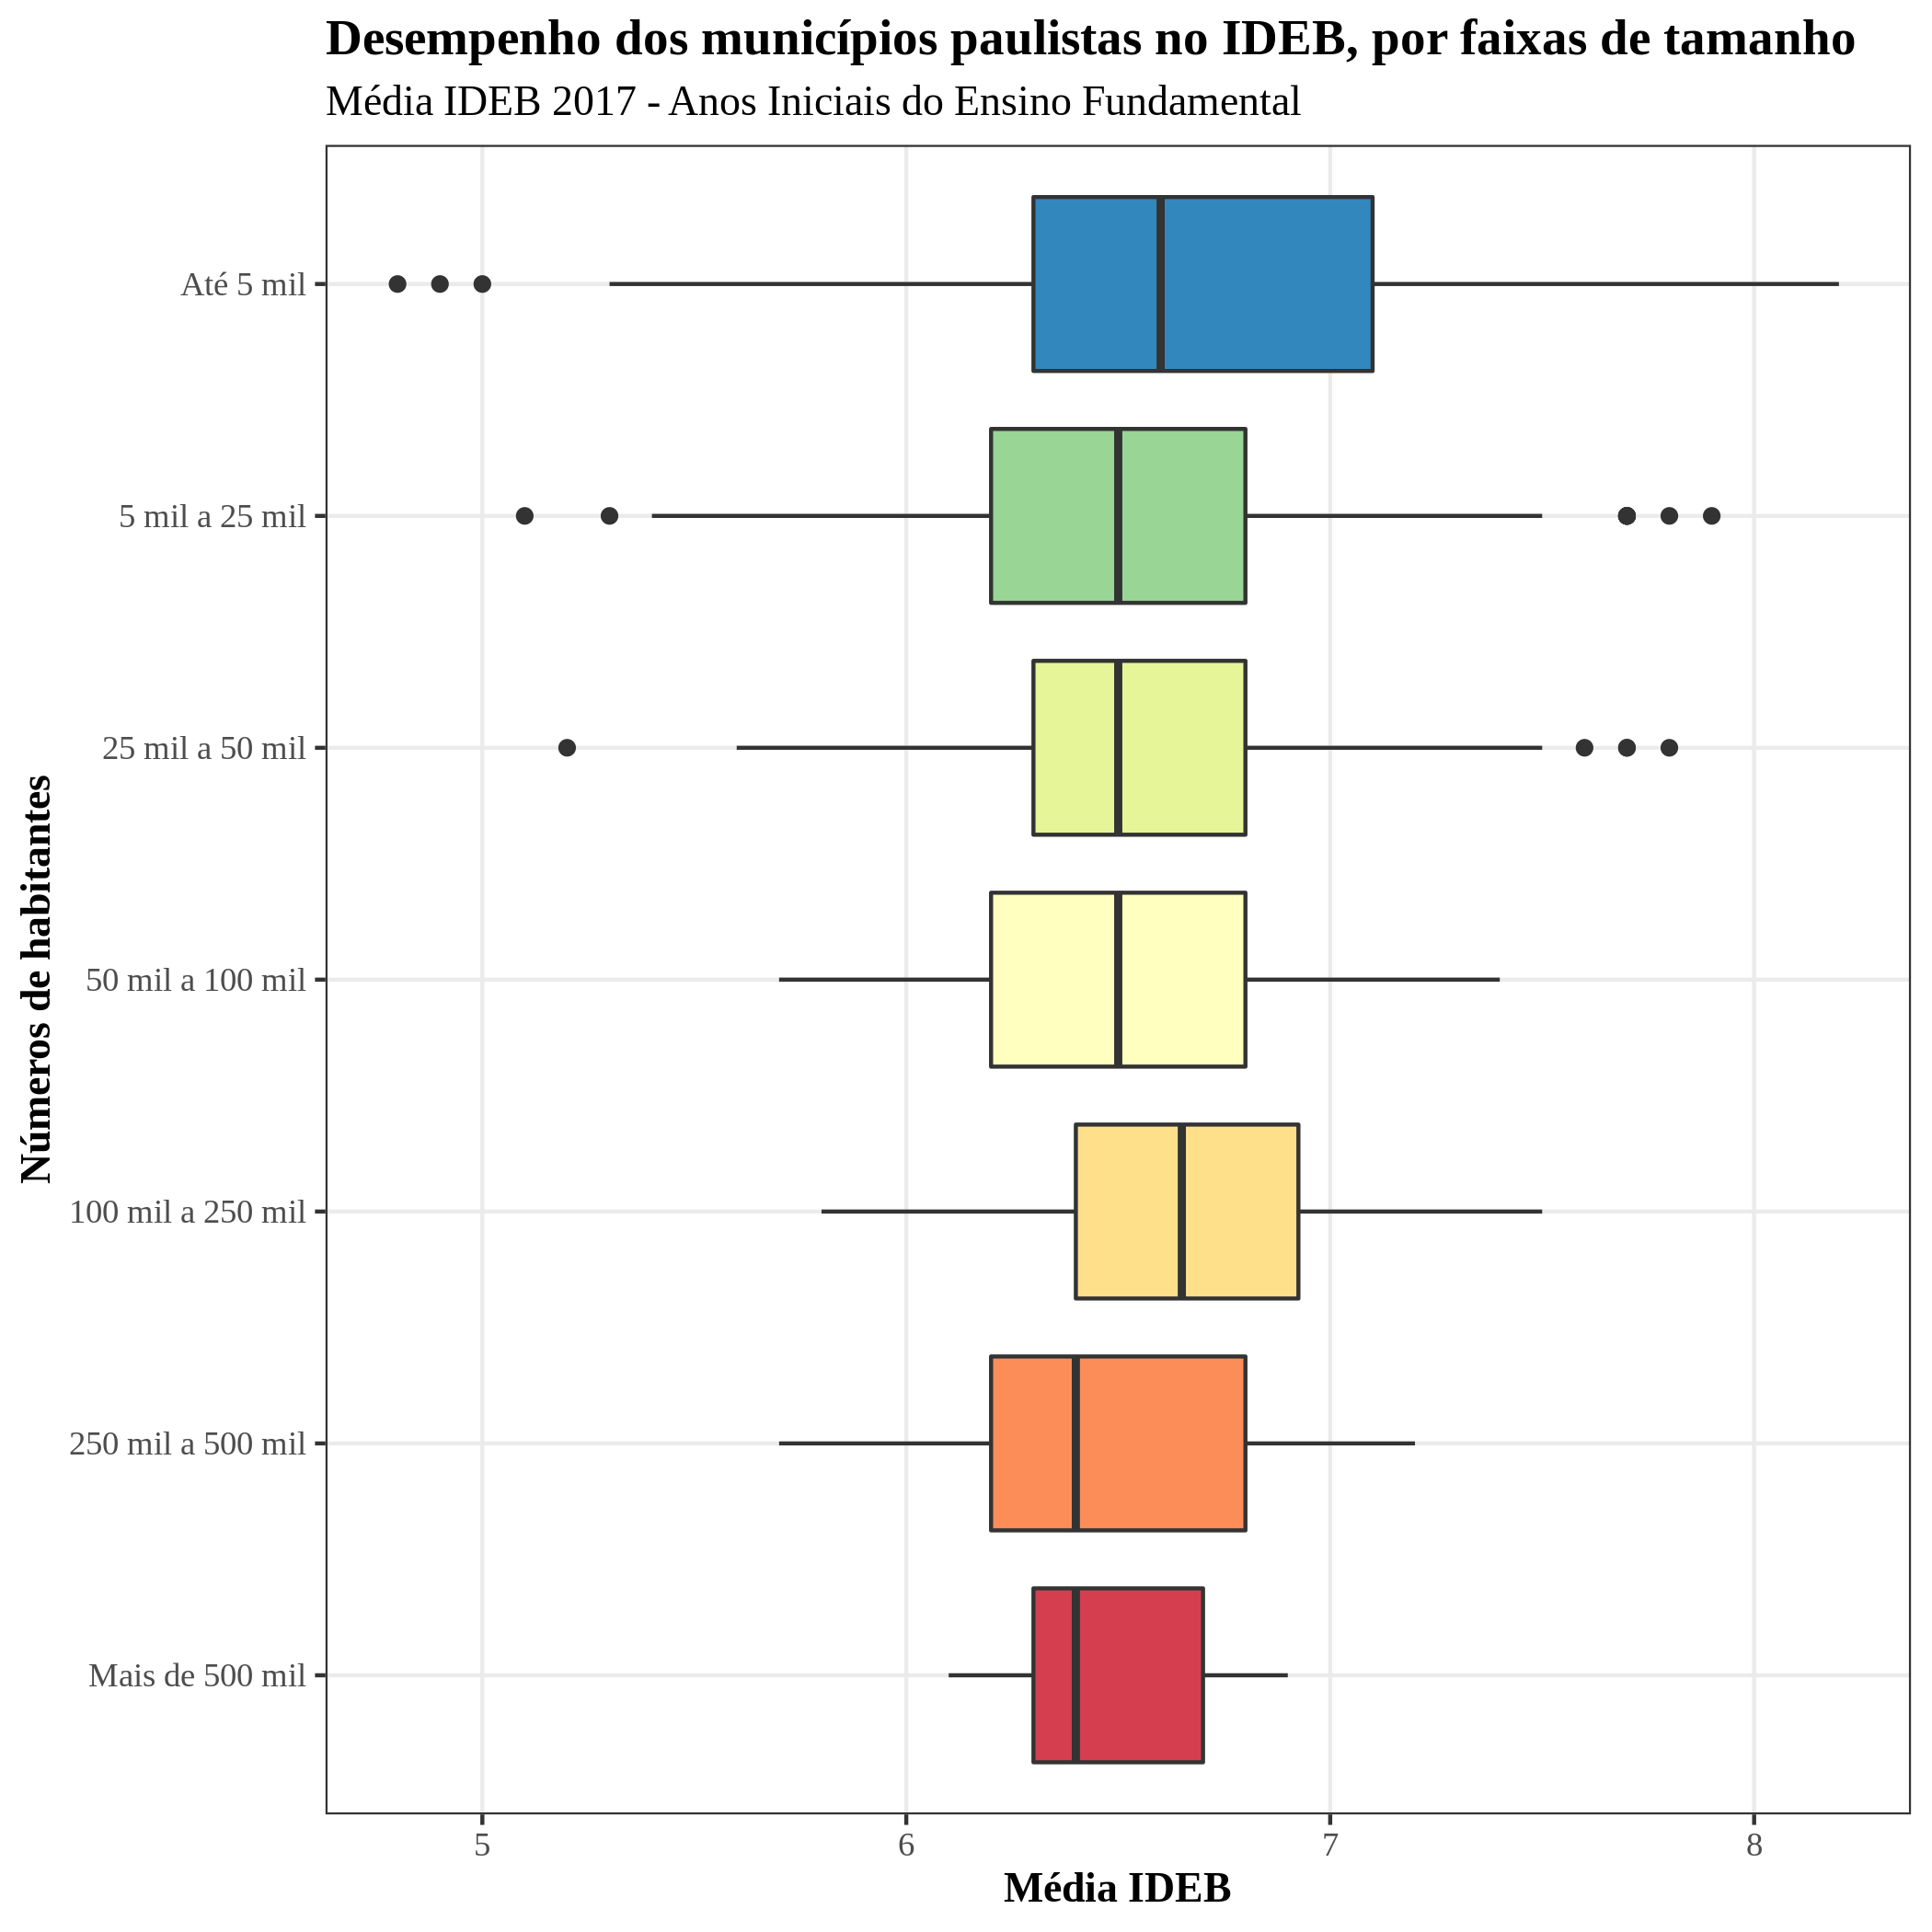 Desempenho dos municípios paulistas no IDEB, por faixas de tamanho
Média IDEB 2017 - Anos Iniciais do Ensino Fundamental
Números de habitantes
Até 5 mil
5 mil a 25 mil
25 mil a 50 mil
50 mil a 100 mil
100 mil a 250 mil
250 mil a 500 mil
Mais de 500 mil
5 6 7 8
Média IDEB